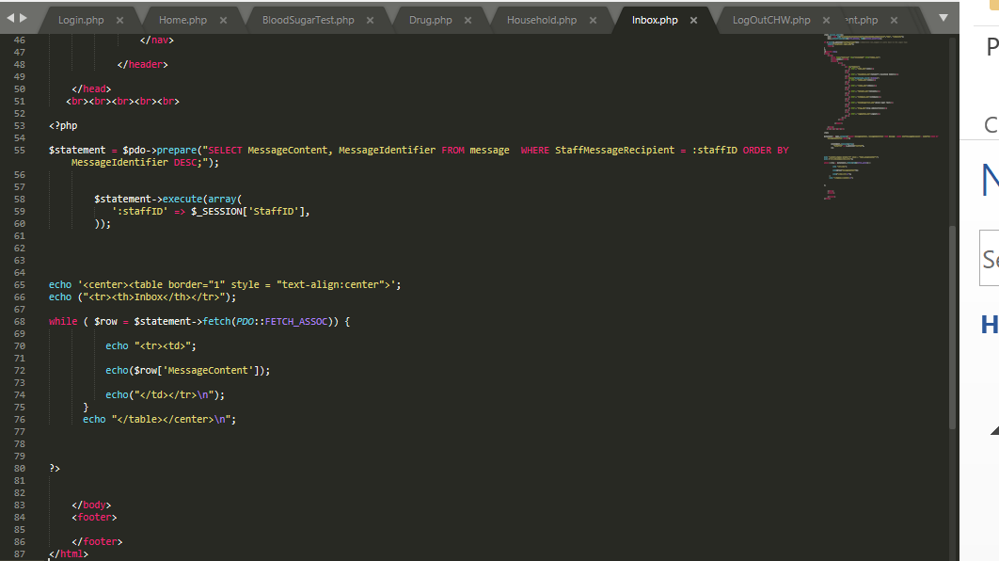 Login.php × Home.php × BloodSugarTest.php × Drug.php × Household.php × Inbox.php × LogOutCHW.php × nt.php ×
46 </nav>
47
48 </header>
49
50 </head>
51 <br><br><br><br><br>
52
53 <?php
54
55 $statement = $pdo->prepare("SELECT MessageContent, MessageIdentifier FROM message  WHERE StaffMessageRecipient = :staffID ORDER BY
MessageIdentifier DESC;");
56
57
58 $statement->execute(array(
59 ':staffID' => $_SESSION['StaffID'],
60 ));
61
62
63
64
65 echo '<center><table border="1" style = "text-align:center">';
66 echo ("<tr><th>Inbox</th></tr>");
67
68 while ( $row = $statement->fetch(PDO::FETCH_ASSOC)) {
69
70 echo "<tr><td>";
71
72 echo($row['MessageContent']);
73
74 echo("</td></tr>\n");
75 }
76 echo "</table></center>\n";
77
78
79
80 ?>
81
82
83 </body>
84 <footer>
85
86 </footer>
87 </html>
P
C
N
Se
H